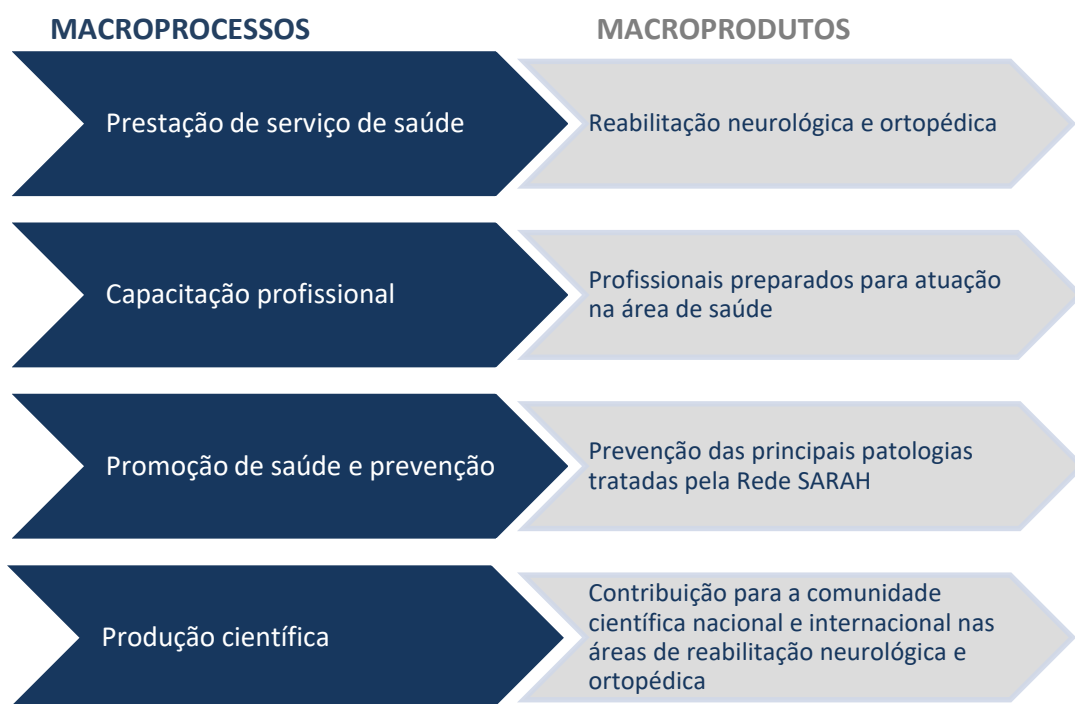 MACROPROCESSOS
MACROPRODUTOS
Prestação de serviço de saúde
Reabilitação neurológica e ortopédica
Capacitação profissional
Profissionais preparados para atuação
na área de saúde
Promoção de saúde e prevenção
Prevenção das principais patologias
tratadas pela Rede SARAH
Produção científica
Contribuição para a comunidade
científica nacional e internacional nas
áreas de reabilitação neurológica e
ortopédica